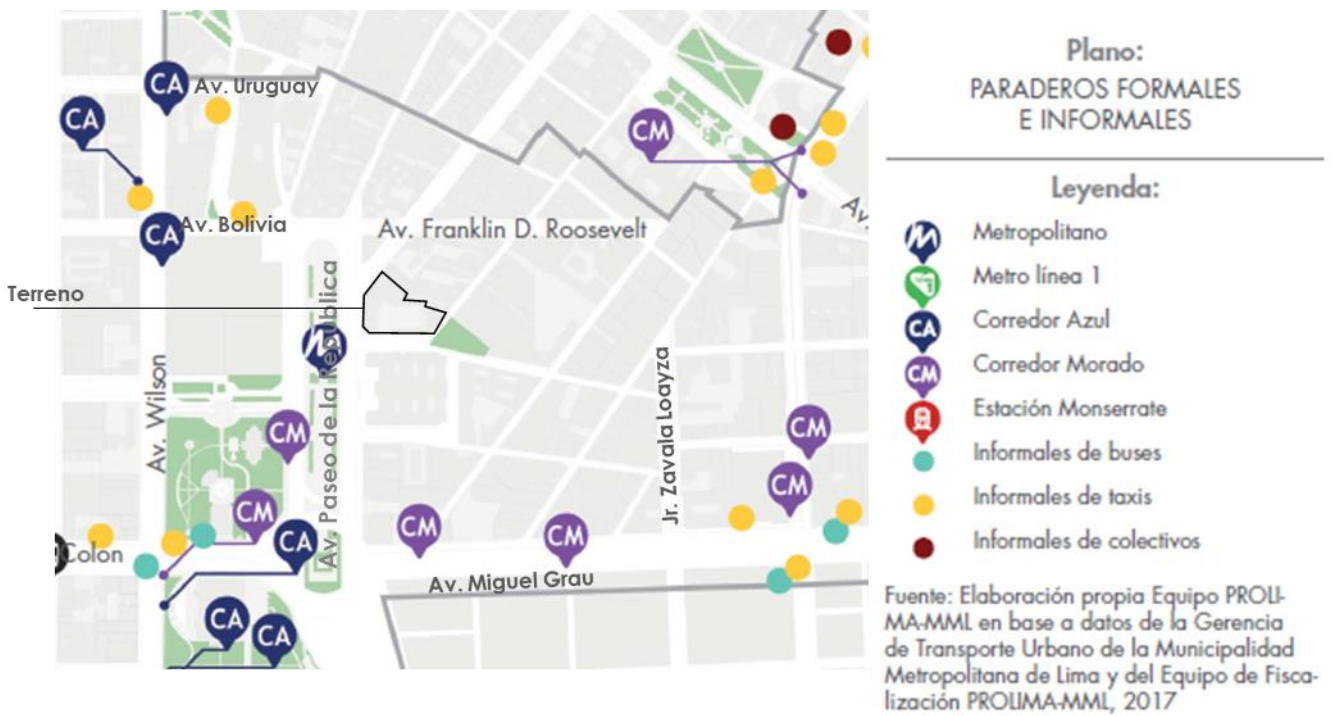 CA
Av. Uruguay
CA
CM
Av. Bolivia
CA
Av. Franklin D. Roosevelt
Av.
Terreno
Av. Wilson
Av. Paseo de la República
Jr. Zavala Loayza
CM
CM
CM
CM
CM
CM
CA
Colon
Av. Miguel Grau
CA
CA
Plano:
PARADEROS FORMALES
E INFORMALES
Leyenda:
Metropolitano
Metro línea 1
CA
Corredor Azul
CM
Corredor Morado
Estación Monserrate
Informales de buses
Informales de taxis
Informales de colectivos
Fuente: Elaboración propia Equipo PROLI-
MA-MML en base a datos de la Gerencia
de Transporte Urbano de la Municipalidad
Metropolitana de Lima y del Equipo de Fisca-
lización PROLIMA-MML, 2017